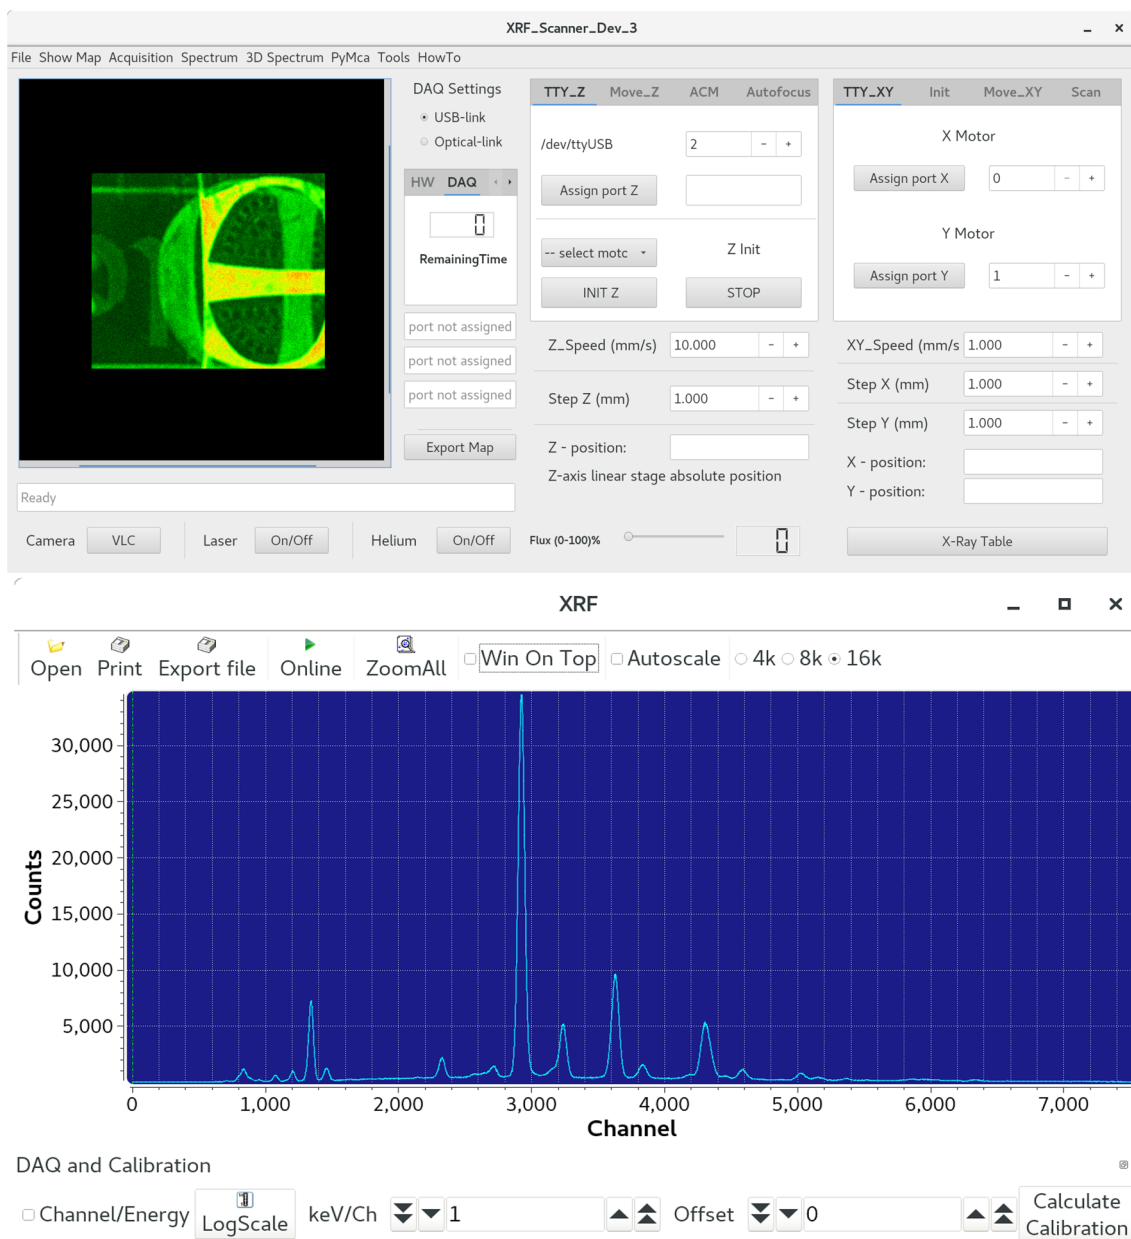 XRF_Scanner_Dev_3
File Show Map Acquisition Spectrum 3D Spectrum PyMca Tools HowTo
DAQ Settings
USB-link
Optical-link
HW DAQ
0
RemainingTime
port not assigned
port not assigned
port not assigned
Export Map
Ready
TTY_Z Move_Z ACM Autofocus
/dev/ttyUSB 2 - +
Assign port Z
-- select motc Z Init
INIT Z STOP
Z_Speed (mm/s) 10.000 - +
Step Z (mm) 1.000 - +
Z - position:
Z-axis linear stage absolute position
TTY_XY Init Move_XY Scan
X Motor
Assign port X 0 - +
Y Motor
Assign port Y 1 - +
XY_Speed (mm/s 1.000 - +
Step X (mm) 1.000 - +
Step Y (mm) 1.000 - +
X - position:
Y - position:
Camera VLC Laser On/Off Helium On/Off Flux (0-100)% 0 X-Ray Table
XRF
Open Print Export file Online ZoomAll Win On Top Autoscale 4k 8k 16k
30,000
25,000
20,000
15,000
10,000
5,000
Counts
0 1,000 2,000 3,000 4,000 5,000 6,000 7,000
Channel
DAQ and Calibration
Channel/Energy LogScale keV/Ch 1 Offset 0 Calculate
Calibration